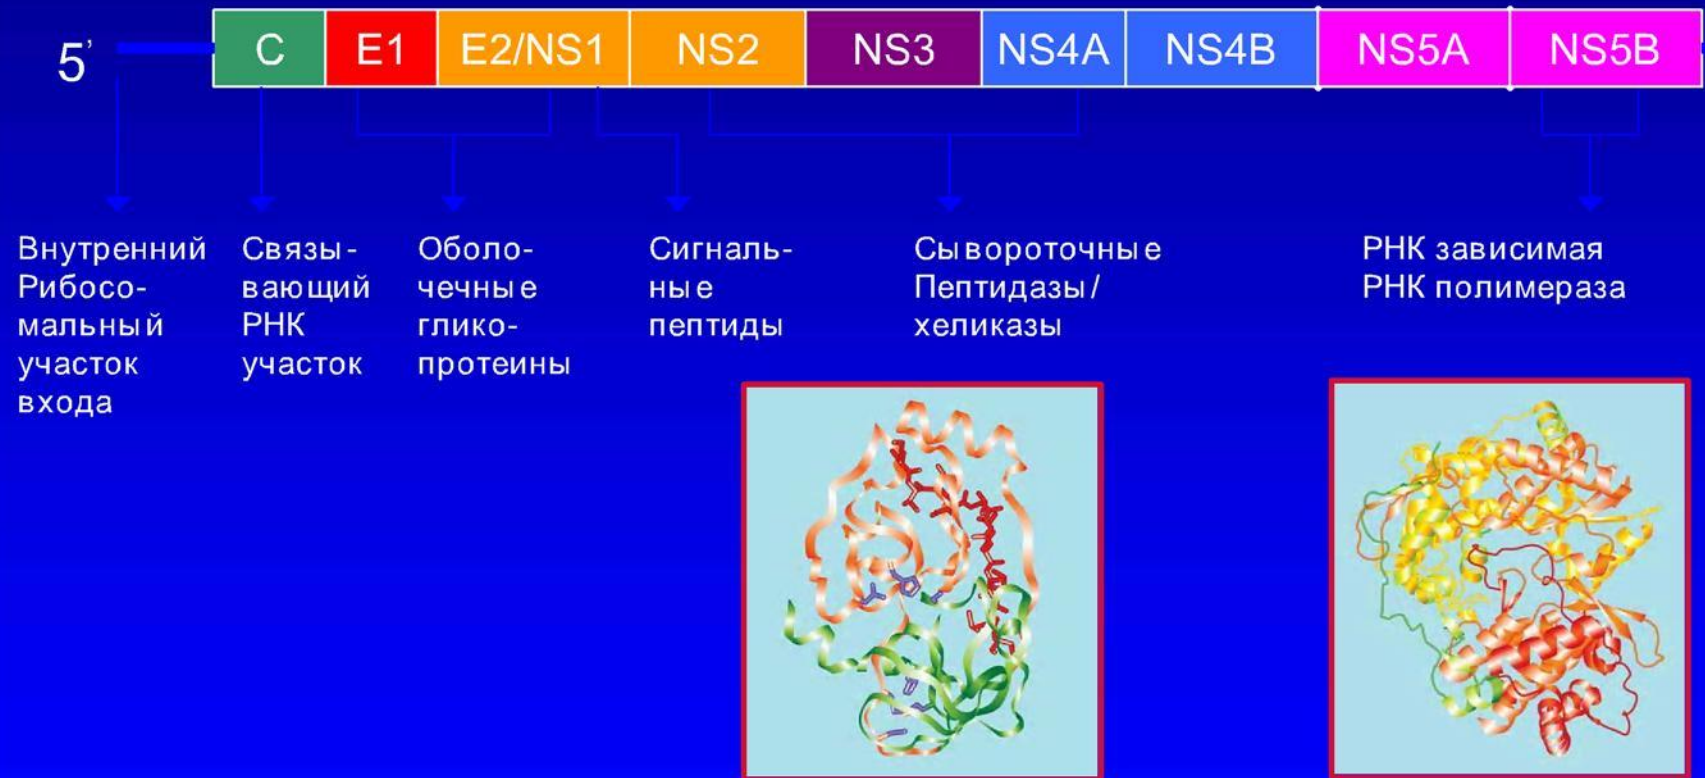 5’ C E1 E2/NS1 NS2 NS3 NS4A NS4B NS5A NS5B
Внутренний
Рибосо-
мальный
участок
входа
Связы-
вающий
РНК
участок
Оболо-
чечные
глико-
протеины
Сигналь-
ные
пептиды
Сывороточные
Пептидазы/
хеликазы
РНК зависимая
РНК полимераза